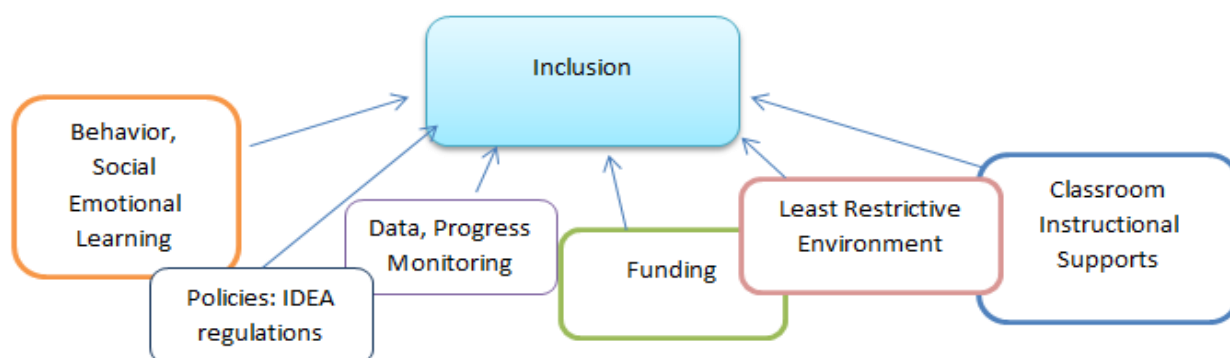 Inclusion
Behavior,
Social
Emotional
Learning
Policies: IDEA
regulations
Data, Progress
Monitoring
Funding
Least Restrictive
Environment
Classroom
Instructional
Supports